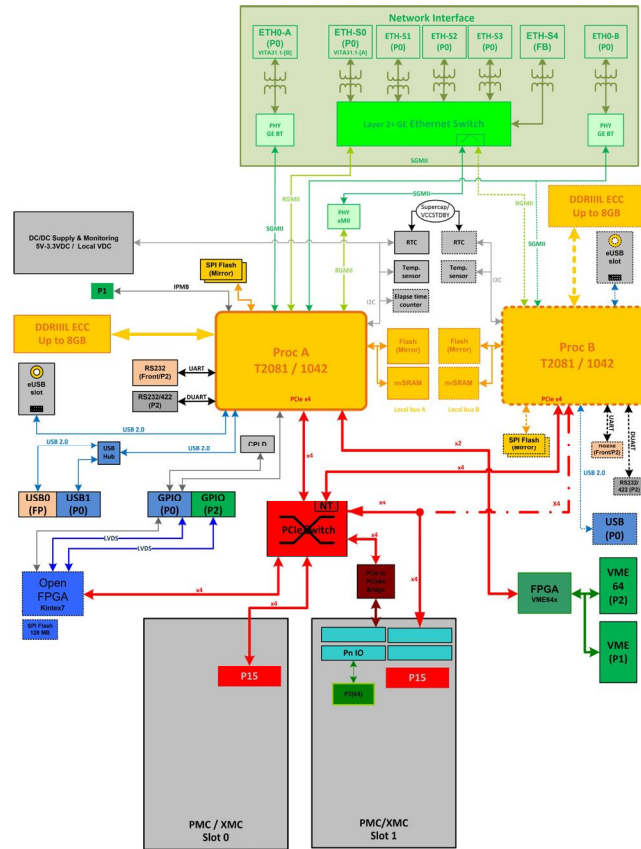 Network Interface
ETH0-A
(P0)
VITA31.1-[B]
ETH-S0
(P0)
VITA31.1-[A]
ETH-S1
(P0)
ETH-S2
(P0)
ETH-S3
(P0)
ETH-S4
(FB)
ETH0-B
(P0)
PHY
GE BT
Layer 2+ GE Ethernet Switch
PHY
GE BT
SGMII
RGMII
SGMII
SGMII
RGMII
SGMII
PHY
xMII
RGMII
Supercap/
VCCSTDBY
DC/DC Supply & Monitoring
5V-3.3VDC / Local VDC
RTC
RTC
Temp.
sensor
Temp.
sensor
Elapse time
counter
I2C
I2C
DDRIIIL ECC
Up to 8GB
eUSB
slot
SPI Flash
(Mirror)
P1
IPMB
DDRIIIL ECC
Up to 8GB
Proc A
T2081 / 1042
PCIe x4
Flash
(Mirror)
Flash
(Mirror)
nvSRAM
nvSRAM
Local bus A
Local bus B
Proc B
T2081 / 1042
PCIe x4
RS232
(Front/P2)
UART
RS232/422
(P2)
DUART
eUSB
slot
USB 2.0
USB 2.0
USB
Hub
USB 2.0
CPLD
x4
x2
x4
SPI Flash
(Mirror)
UART
(Front/P2)
DUART
RS232/
422 (P2)
USB 2.0
USB
(P0)
USB0
(FP)
USB1
(P0)
GPIO
(P0)
GPIO
(P2)
LVDS
LVDS
NT
PCIe Switch
x4
X4
Open
FPGA
Kintex7
SPI Flash
128 MB
x4
x4
x4
FPGA
VME64x
VME
64
(P2)
VME
(P1)
Pn IO
P15
P15
P2(64)
PMC / XMC
Slot 0
PMC/XMC
Slot 1